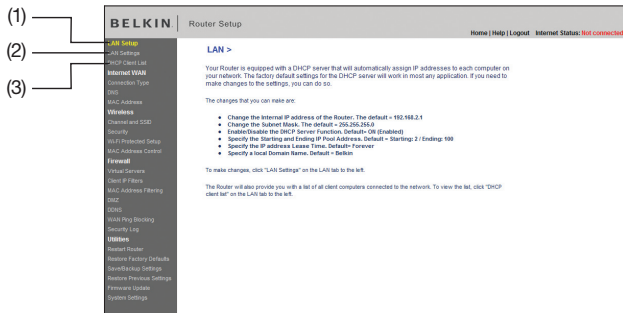 (1)
(2)
(3)
BELKIN
Router Setup
Home | Help | Logout Internet Status: Not connected
LAN Setup
LAN Settings
DHCP Client List
Internet WAN
Connection Type
DNS
MAC Address
Wireless
Channel and SSID
Security
Wi-Fi Protected Setup
MAC Address Control
Firewall
Virtual Servers
Client IP Filters
MAC Address Filtering
DMZ
DDNS
WAN Ping Blocking
Security Log
Utilities
Restart Router
Restore Factory Defaults
Save/Backup Settings
Restore Previous Settings
Firmware Update
System Settings
LAN >
Your Router is equipped with a DHCP server that will automatically assign IP addresses to each computer on
your network. The factory default settings for the DHCP server will work in most any application. If you need to
make changes to the settings, you can do so.
The changes that you can make are:
● Change the Internal IP address of the Router. The default = 192.168.2.1
● Change the Subnet Mask. The default = 255.255.255.0
● Enable/Disable the DHCP Server Function. Default= ON (Enabled)
● Specify the Starting and Ending IP Pool Address. Default = Starting: 2 / Ending: 100
● Specify the IP address Lease Time. Default= Forever
● Specify a local Domain Name. Default = Belkin
To make changes, click "LAN Settings" on the LAN tab to the left.
The Router will also provide you with a list of all client computers connected to the network. To view the list, click "DHCP
client list" on the LAN tab to the left.